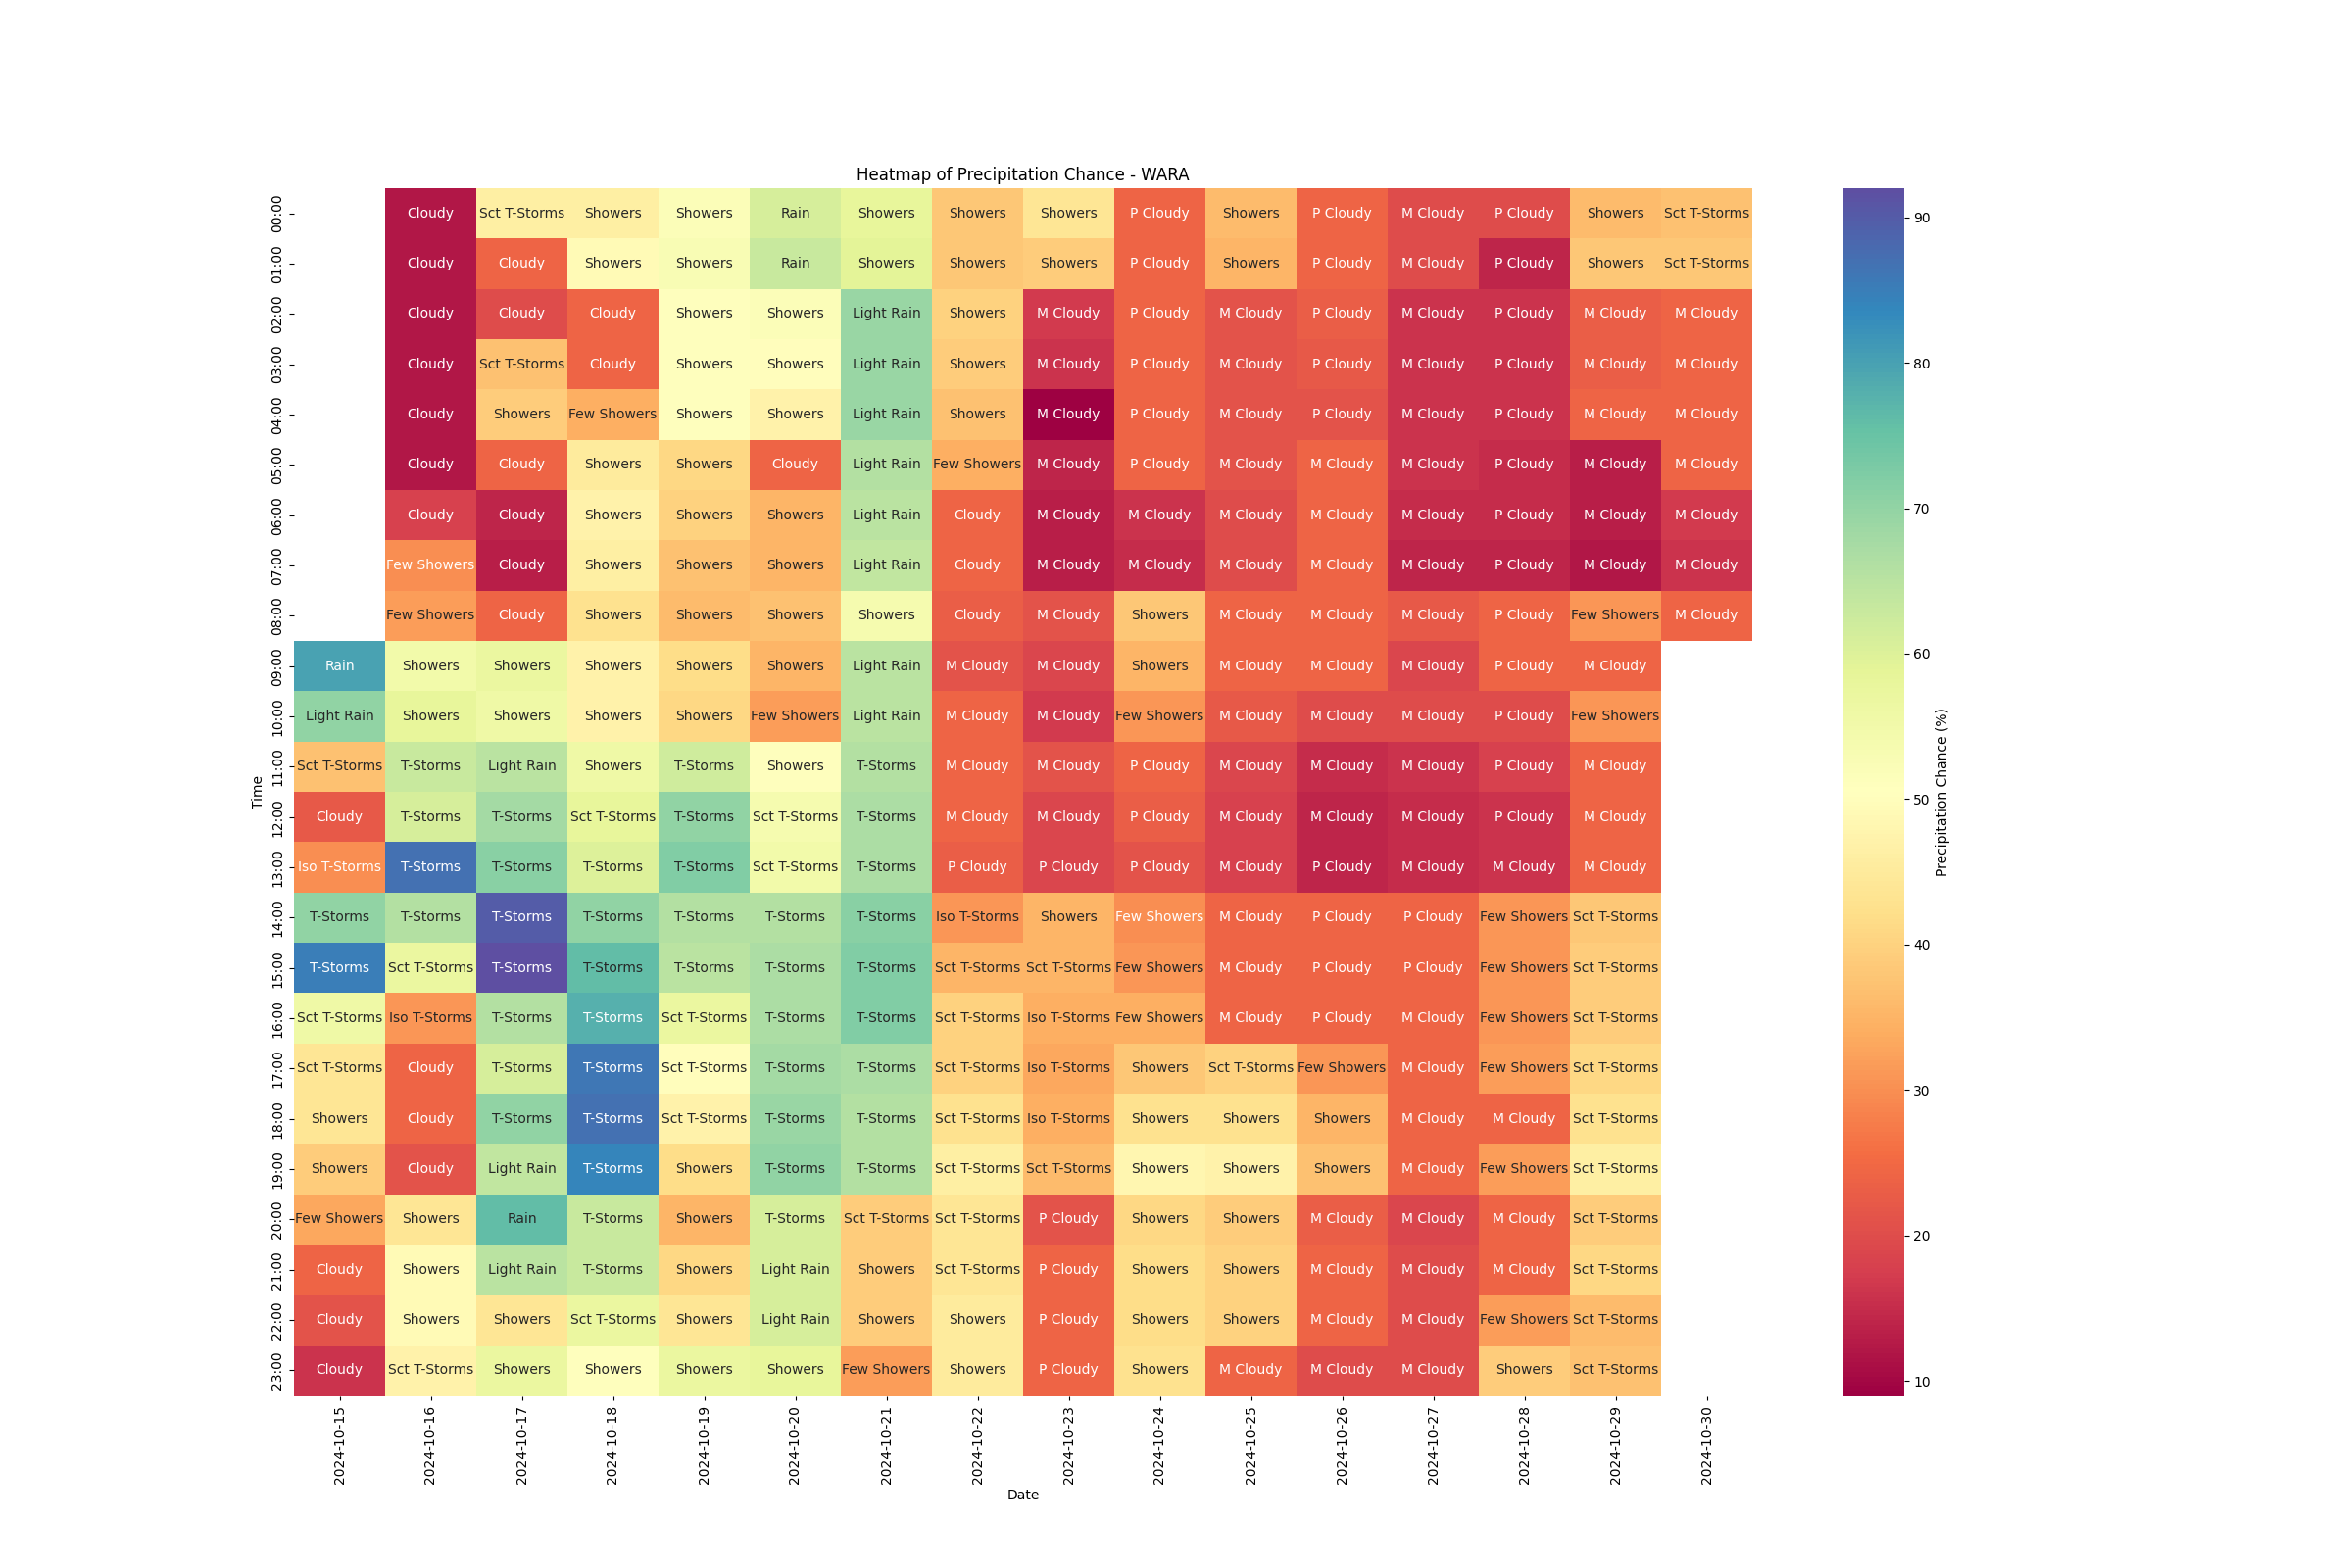 Heatmap of Precipitation Chance - WARA
00:00 Cloudy Sct T-Storms Showers Showers Rain Showers Showers Showers P Cloudy Showers P Cloudy M Cloudy P Cloudy Showers Sct T-Storms
01:00 Cloudy Cloudy Showers Showers Rain Showers Showers Showers P Cloudy Showers P Cloudy M Cloudy P Cloudy Showers Sct T-Storms
02:00 Cloudy Cloudy Cloudy Showers Showers Light Rain Showers M Cloudy P Cloudy M Cloudy P Cloudy M Cloudy P Cloudy M Cloudy M Cloudy
03:00 Cloudy Sct T-Storms Cloudy Showers Showers Light Rain Showers M Cloudy P Cloudy M Cloudy P Cloudy M Cloudy P Cloudy M Cloudy M Cloudy
04:00 Cloudy Showers Few Showers Showers Showers Light Rain Showers M Cloudy P Cloudy M Cloudy P Cloudy M Cloudy P Cloudy M Cloudy M Cloudy
05:00 Cloudy Cloudy Showers Showers Cloudy Light Rain Few Showers M Cloudy P Cloudy M Cloudy M Cloudy M Cloudy P Cloudy M Cloudy M Cloudy
06:00 Cloudy Cloudy Showers Showers Showers Light Rain Cloudy M Cloudy M Cloudy M Cloudy M Cloudy M Cloudy P Cloudy M Cloudy M Cloudy
07:00 Few Showers Cloudy Showers Showers Showers Light Rain Cloudy M Cloudy M Cloudy M Cloudy M Cloudy M Cloudy P Cloudy M Cloudy M Cloudy
08:00 Few Showers Cloudy Showers Showers Showers Showers Cloudy M Cloudy Showers M Cloudy M Cloudy M Cloudy P Cloudy Few Showers M Cloudy
09:00 Rain Showers Showers Showers Showers Showers Light Rain M Cloudy M Cloudy Showers M Cloudy M Cloudy M Cloudy P Cloudy M Cloudy
10:00 Light Rain Showers Showers Showers Showers Few Showers Light Rain M Cloudy M Cloudy Few Showers M Cloudy M Cloudy M Cloudy P Cloudy Few Showers
11:00 Sct T-Storms T-Storms Light Rain Showers T-Storms Showers T-Storms M Cloudy M Cloudy P Cloudy M Cloudy M Cloudy M Cloudy P Cloudy M Cloudy
12:00 Cloudy T-Storms T-Storms Sct T-Storms T-Storms Sct T-Storms T-Storms M Cloudy M Cloudy P Cloudy M Cloudy M Cloudy M Cloudy P Cloudy M Cloudy
13:00 Iso T-Storms T-Storms T-Storms T-Storms T-Storms Sct T-Storms T-Storms P Cloudy P Cloudy P Cloudy M Cloudy P Cloudy M Cloudy M Cloudy M Cloudy
14:00 T-Storms T-Storms T-Storms T-Storms T-Storms T-Storms T-Storms Iso T-Storms Showers Few Showers M Cloudy P Cloudy P Cloudy Few Showers Sct T-Storms
15:00 T-Storms Sct T-Storms T-Storms T-Storms T-Storms T-Storms T-Storms Sct T-Storms Sct T-Storms Few Showers M Cloudy P Cloudy P Cloudy Few Showers Sct T-Storms
16:00 Sct T-Storms Iso T-Storms T-Storms T-Storms Sct T-Storms T-Storms T-Storms Sct T-Storms Iso T-Storms Few Showers M Cloudy P Cloudy M Cloudy Few Showers Sct T-Storms
17:00 Sct T-Storms Cloudy T-Storms T-Storms Sct T-Storms T-Storms T-Storms Sct T-Storms Iso T-Storms Showers Sct T-Storms Few Showers M Cloudy Few Showers Sct T-Storms
18:00 Showers Cloudy T-Storms T-Storms Sct T-Storms T-Storms T-Storms Sct T-Storms Iso T-Storms Showers Showers Showers M Cloudy M Cloudy Sct T-Storms
19:00 Showers Cloudy Light Rain T-Storms Showers T-Storms T-Storms Sct T-Storms Sct T-Storms Showers Showers Showers M Cloudy Few Showers Sct T-Storms
20:00 Few Showers Showers Rain T-Storms Showers T-Storms Sct T-Storms Sct T-Storms P Cloudy Showers Showers M Cloudy M Cloudy M Cloudy Sct T-Storms
21:00 Cloudy Showers Light Rain T-Storms Showers Light Rain Showers Sct T-Storms P Cloudy Showers Showers M Cloudy M Cloudy M Cloudy Sct T-Storms
22:00 Cloudy Showers Showers Sct T-Storms Showers Light Rain Showers Showers P Cloudy Showers Showers M Cloudy M Cloudy Few Showers Sct T-Storms
23:00 Cloudy Sct T-Storms Showers Showers Showers Showers Few Showers Showers P Cloudy Showers M Cloudy M Cloudy M Cloudy Showers Sct T-Storms
Time
2024-10-15 2024-10-16 2024-10-17 2024-10-18 2024-10-19 2024-10-20 2024-10-21 2024-10-22 2024-10-23 2024-10-24 2024-10-25 2024-10-26 2024-10-27 2024-10-28 2024-10-29 2024-10-30
Date
90
80
70
60
50
40
30
20
10
Precipitation Chance (%)